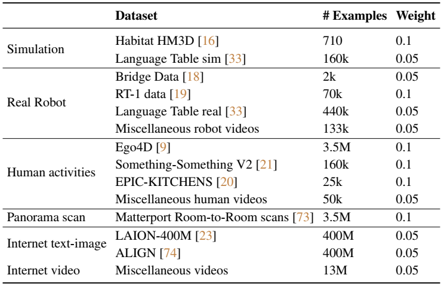 Dataset # Examples Weight
Simulation
Habitat HM3D [16] 710 0.1
Language Table sim [33] 160k 0.05
Real Robot
Bridge Data [18] 2k 0.05
RT-1 data [19] 70k 0.1
Language Table real [33] 440k 0.05
Miscellaneous robot videos 133k 0.05
Human activities
Ego4D [9] 3.5M 0.1
Something-Something V2 [21] 160k 0.1
EPIC-KITCHENS [20] 25k 0.1
Miscellaneous human videos 50k 0.05
Panorama scan Matterport Room-to-Room scans [73] 3.5M 0.1
Internet text-image
LAION-400M [23] 400M 0.05
ALIGN [74] 400M 0.05
Internet video Miscellaneous videos 13M 0.05